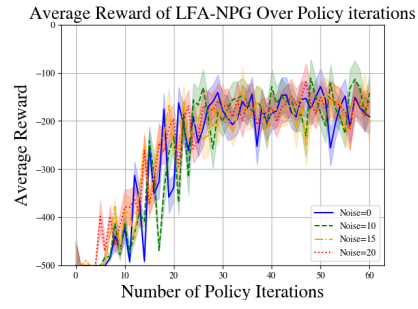 Average Reward of LFA-NPG Over Policy iterations
Average Reward
0
−100
−200
−300
−400
−500
0
10
20
30
40
50
60
Number of Policy Iterations
Noise=0
Noise=10
Noise=15
Noise=20